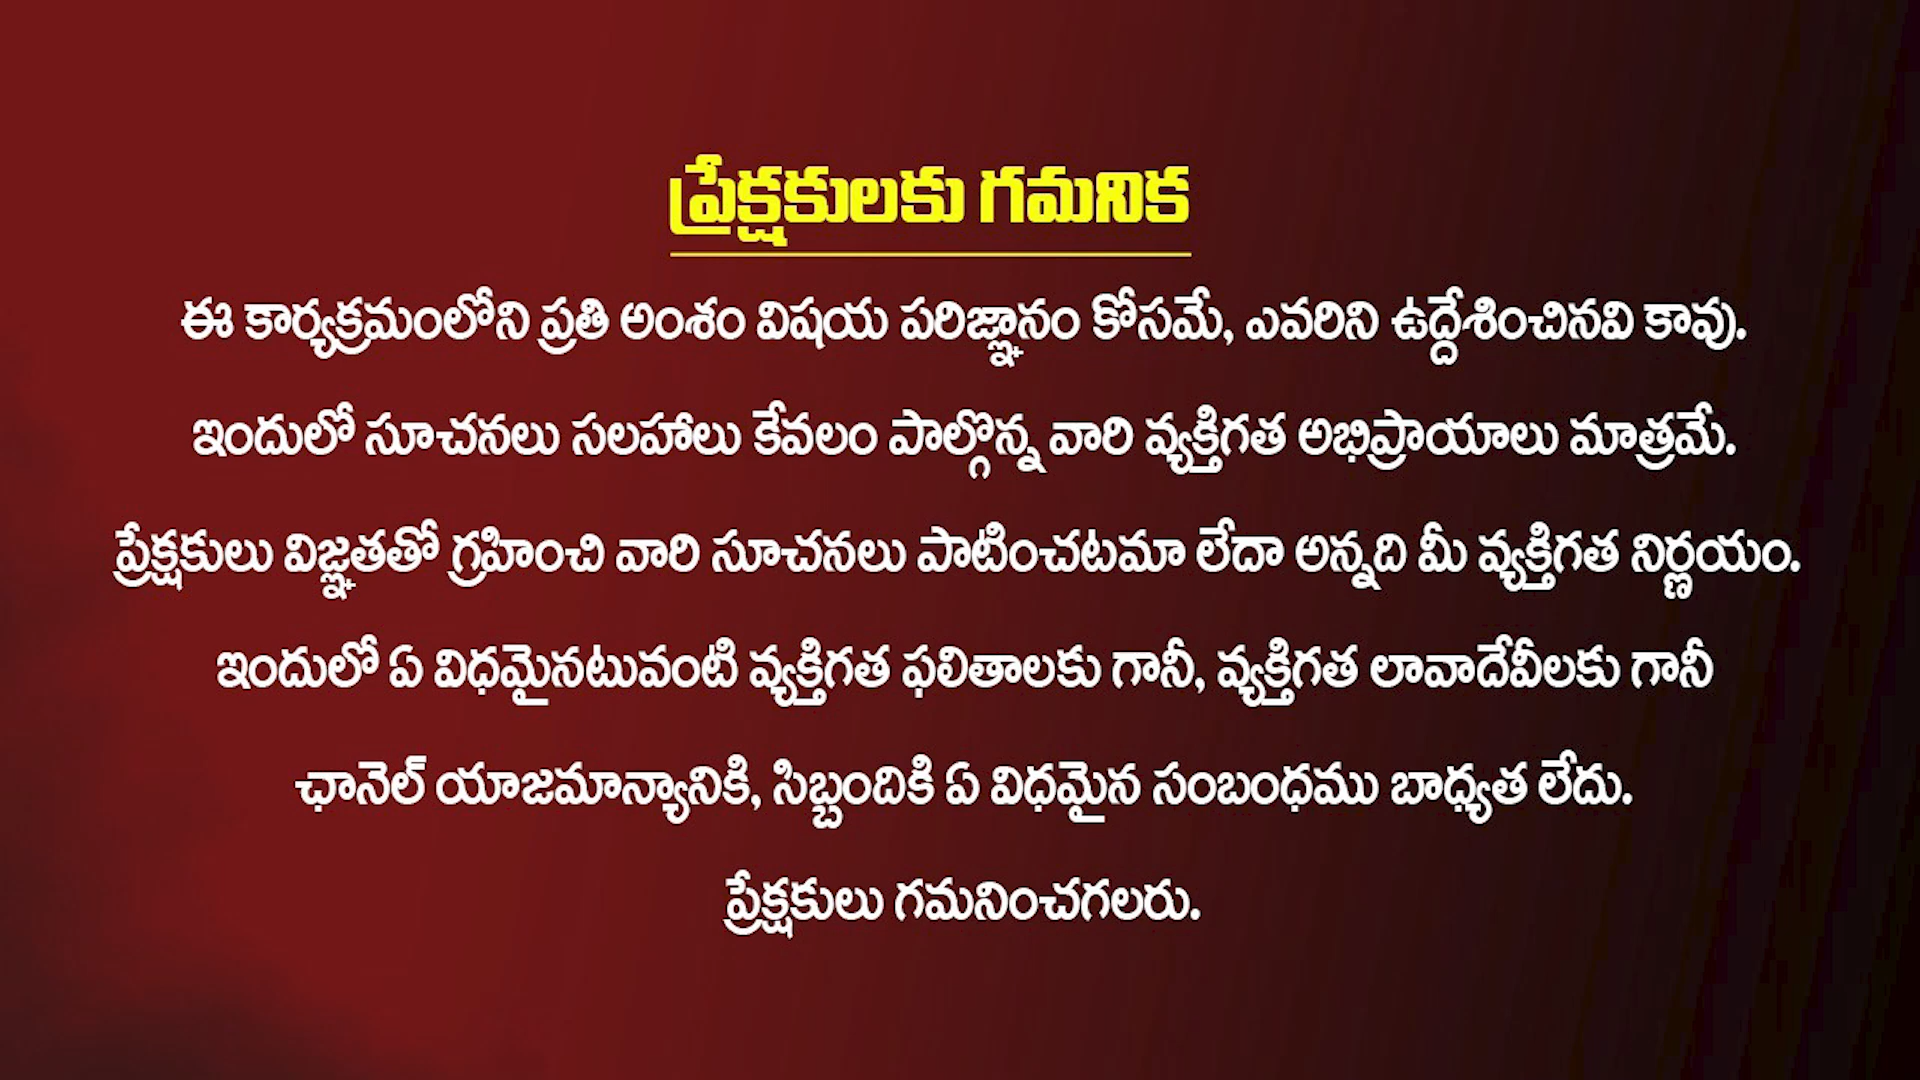 ప్రేక్షకులకు గమనిక
ఈ కార్యక్రమంలోని ప్రతి అంశం విషయ పరిజ్ఞానం కోసమే, ఎవరిని ఉద్దేశించినవి కావు.
ఇందులో సూచనలు సలహాలు కేవలం పాల్గొన్న వారి వ్యక్తిగత అభిప్రాయాలు మాత్రమే.
ప్రేక్షకులు విజ్ఞతతో గ్రహించి వారి సూచనలు పాటించటమా లేదా అన్నది మీ వ్యక్తిగత నిర్ణయం.
ఇందులో ఏ విధమైనటువంటి వ్యక్తిగత ఫలితాలకు గానీ, వ్యక్తిగత లావాదేవీలకు గానీ
ఛానెల్ యాజమాన్యానికి, సిబ్బందికి ఏ విధమైన సంబంధము బాధ్యత లేదు.
ప్రేక్షకులు గమనించగలరు.